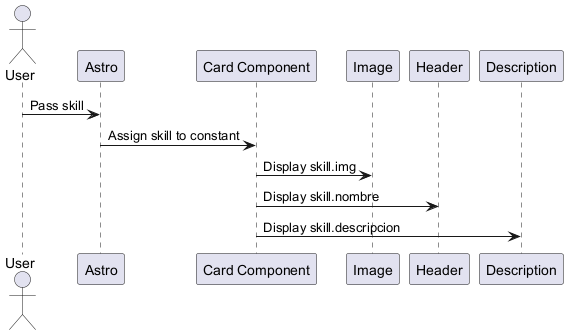 User
Astro
Card Component
Image
Header
Description
Pass skill
Assign skill to constant
Display skill.img
Display skill.nombre
Display skill.descripcion
User
Astro
Card Component
Image
Header
Description